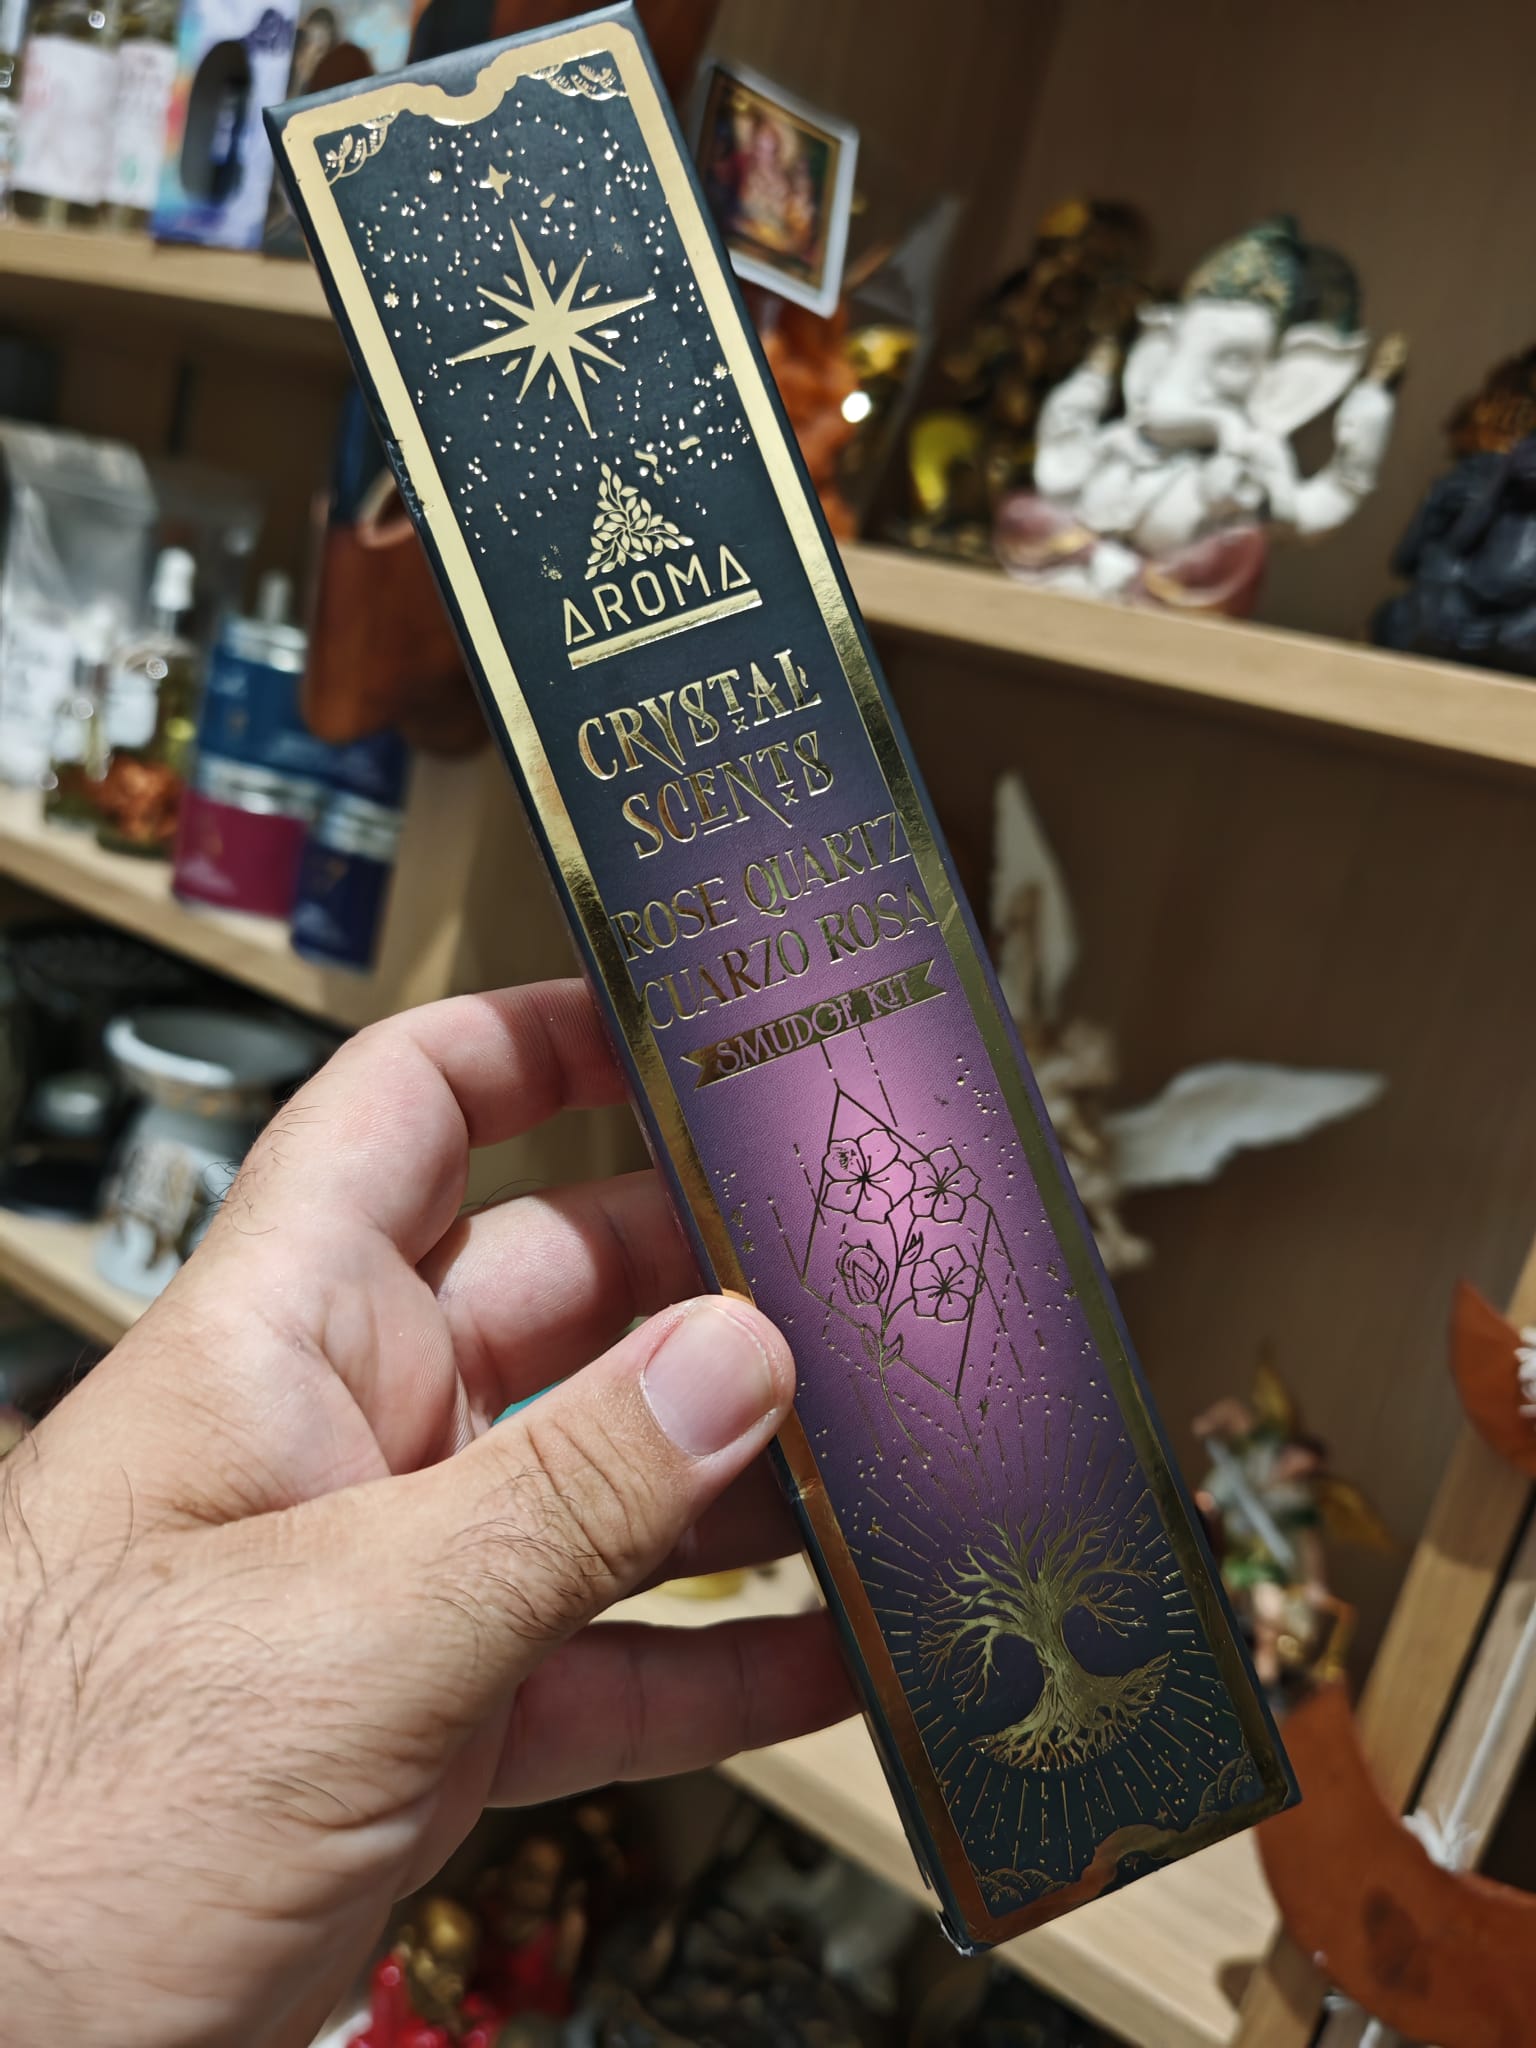 AROMA
CRYSTAL
SCENTS
ROSE QUARTZ
CUARZO ROSA
SMUDGE KIT